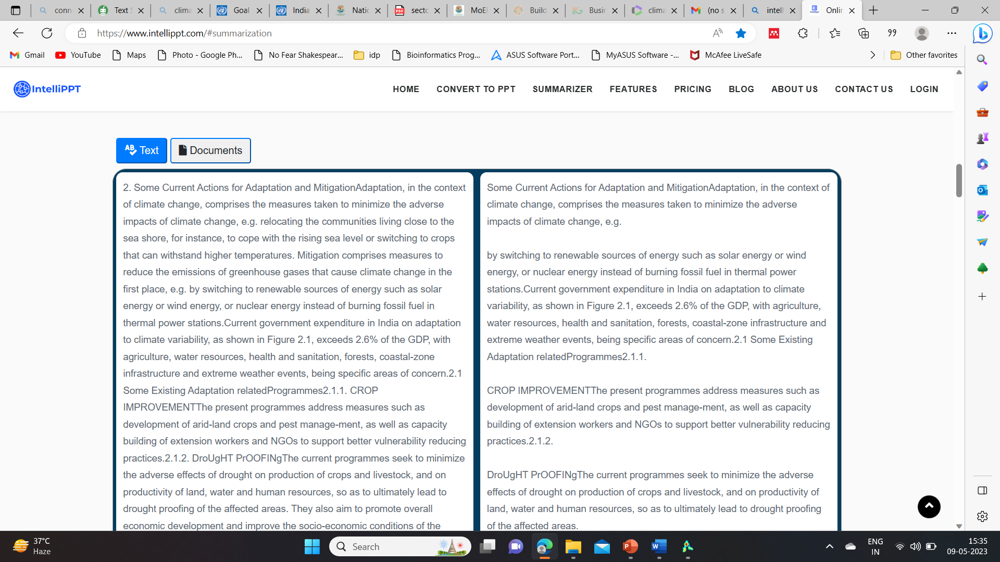 conn
Text S
clima
Goal
India
Natic
PDF
secto
MoEI
Build
Busin
clima
(no s
intell
Onlin
https://www.intellippt.com/#summarization
Gmail
YouTube
Maps
Photo - Google Ph...
No Fear Shakespear...
idp
Bioinformatics Prog...
ASUS Software Port...
MyASUS Software -...
McAfee LiveSafe
Other favorites
IntelliPPT
HOME
CONVERT TO PPT
SUMMARIZER
FEATURES
PRICING
BLOG
ABOUT US
CONTACT US
LOGIN
Text
Documents
2. Some Current Actions for Adaptation and MitigationAdaptation, in the context
of climate change, comprises the measures taken to minimize the adverse
impacts of climate change, e.g. relocating the communities living close to the
sea shore, for instance, to cope with the rising sea level or switching to crops
that can withstand higher temperatures. Mitigation comprises measures to
reduce the emissions of greenhouse gases that cause climate change in the
first place, e.g. by switching to renewable sources of energy such as solar
energy or wind energy, or nuclear energy instead of burning fossil fuel in
thermal power stations.Current government expenditure in India on adaptation
to climate variability, as shown in Figure 2.1, exceeds 2.6% of the GDP, with
agriculture, water resources, health and sanitation, forests, coastal-zone
infrastructure and extreme weather events, being specific areas of concern.2.1
Some Existing Adaptation relatedProgrammes2.1.1. CROP
IMPROVEMENTThe present programmes address measures such as
development of arid-land crops and pest manage-ment, as well as capacity
building of extension workers and NGOs to support better vulnerability reducing
practices.2.1.2. DroUgHT PrOOFINgThe current programmes seek to minimize
the adverse effects of drought on production of crops and livestock, and on
productivity of land, water and human resources, so as to ultimately lead to
drought proofing of the affected areas. They also aim to promote overall
economic development and improve the socio-economic conditions of the
Some Current Actions for Adaptation and MitigationAdaptation, in the context of
climate change, comprises the measures taken to minimize the adverse
impacts of climate change, e.g.
by switching to renewable sources of energy such as solar energy or wind
energy, or nuclear energy instead of burning fossil fuel in thermal power
stations.Current government expenditure in India on adaptation to climate
variability, as shown in Figure 2.1, exceeds 2.6% of the GDP, with agriculture,
water resources, health and sanitation, forests, coastal-zone infrastructure and
extreme weather events, being specific areas of concern.2.1 Some Existing
Adaptation relatedProgrammes2.1.1.
CROP IMPROVEMENTThe present programmes address measures such as
development of arid-land crops and pest manage-ment, as well as capacity
building of extension workers and NGOs to support better vulnerability reducing
practices.2.1.2.
DroUgHT PrOOFINgThe current programmes seek to minimize the adverse
effects of drought on production of crops and livestock, and on productivity of
land, water and human resources, so as to ultimately lead to drought proofing
of the affected areas.
37°C
Haze
Search
ENG
IN
15:35
09-05-2023